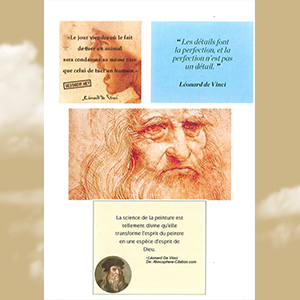 «Le jour viendra où le fait
de tuer un animal
sera condamné au même titre
que celui de tuer un humain.»
Léonard de Vinci
“Les détails font
la perfection, et la
perfection n'est pas
un détail.”
Léonard de Vinci
La science de la peinture est
tellement divine qu'elle
transforme l'esprit du peintre
en une espèce d'esprit de
Dieu.
~Léonard De Vinci
De: Atmosphere-Citation.com